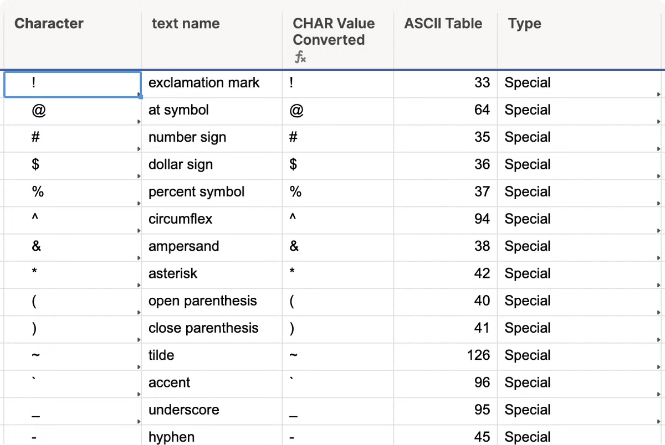 Character text name CHAR Value Converted ASCII Table Type
fx
! exclamation mark ! 33 Special
@ at symbol @ 64 Special
# number sign # 35 Special
$ dollar sign $ 36 Special
% percent symbol % 37 Special
^ circumflex ^ 94 Special
& ampersand & 38 Special
* asterisk * 42 Special
( open parenthesis ( 40 Special
) close parenthesis ) 41 Special
~ tilde ~ 126 Special
` accent ` 96 Special
_ underscore _ 95 Special
- hyphen - 45 Special